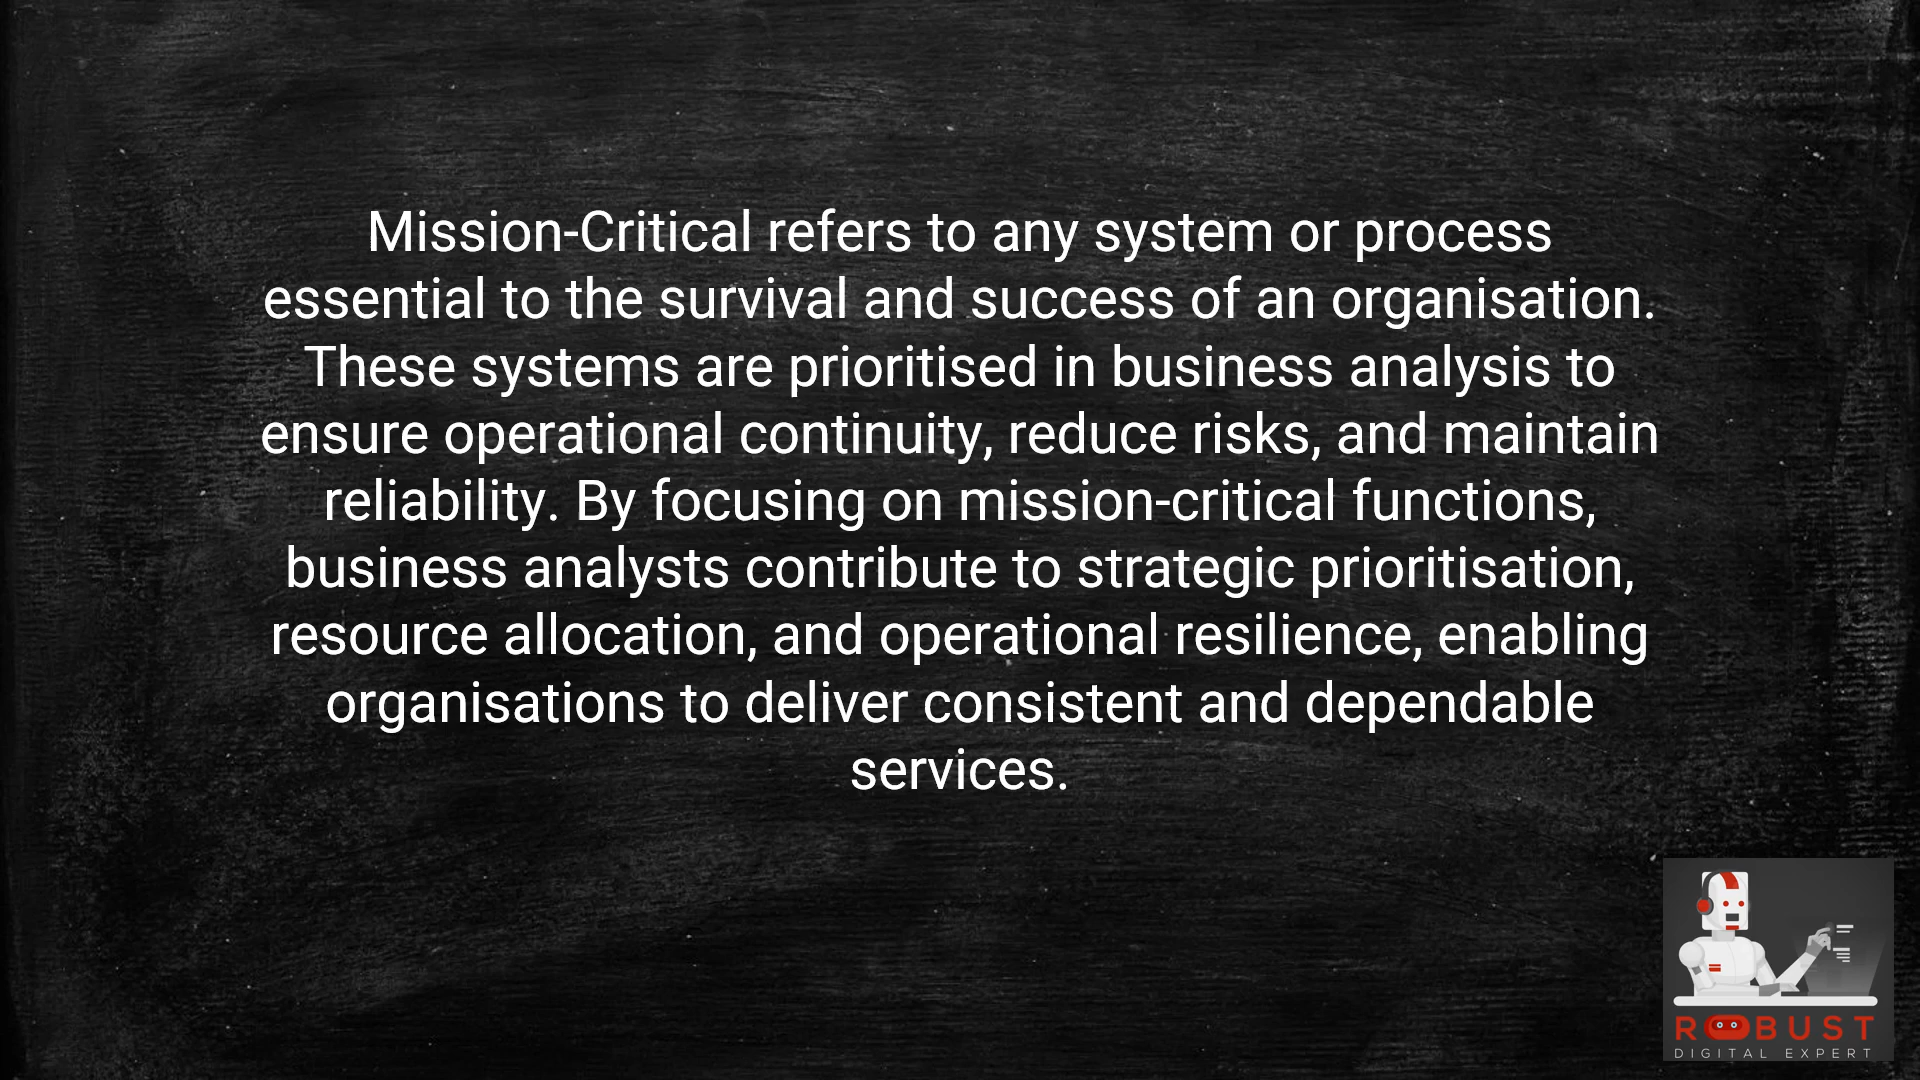 Mission-Critical refers to any system or process
essential to the survival and success of an organisation.
These systems are prioritised in business analysis to
ensure operational continuity, reduce risks, and maintain
reliability. By focusing on mission-critical functions,
business analysts contribute to strategic prioritisation,
resource allocation, and operational resilience, enabling
organisations to deliver consistent and dependable
services.
ROBUST
DIGITAL EXPERT